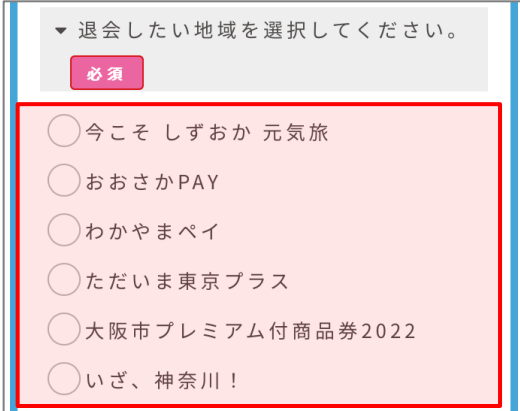 退会したい地域を選択してください。
必須
今こそ しずおか 元気旅
おおさかPAY
わかやまペイ
ただいま東京プラス
大阪市プレミアム付商品券2022
いざ、神奈川！